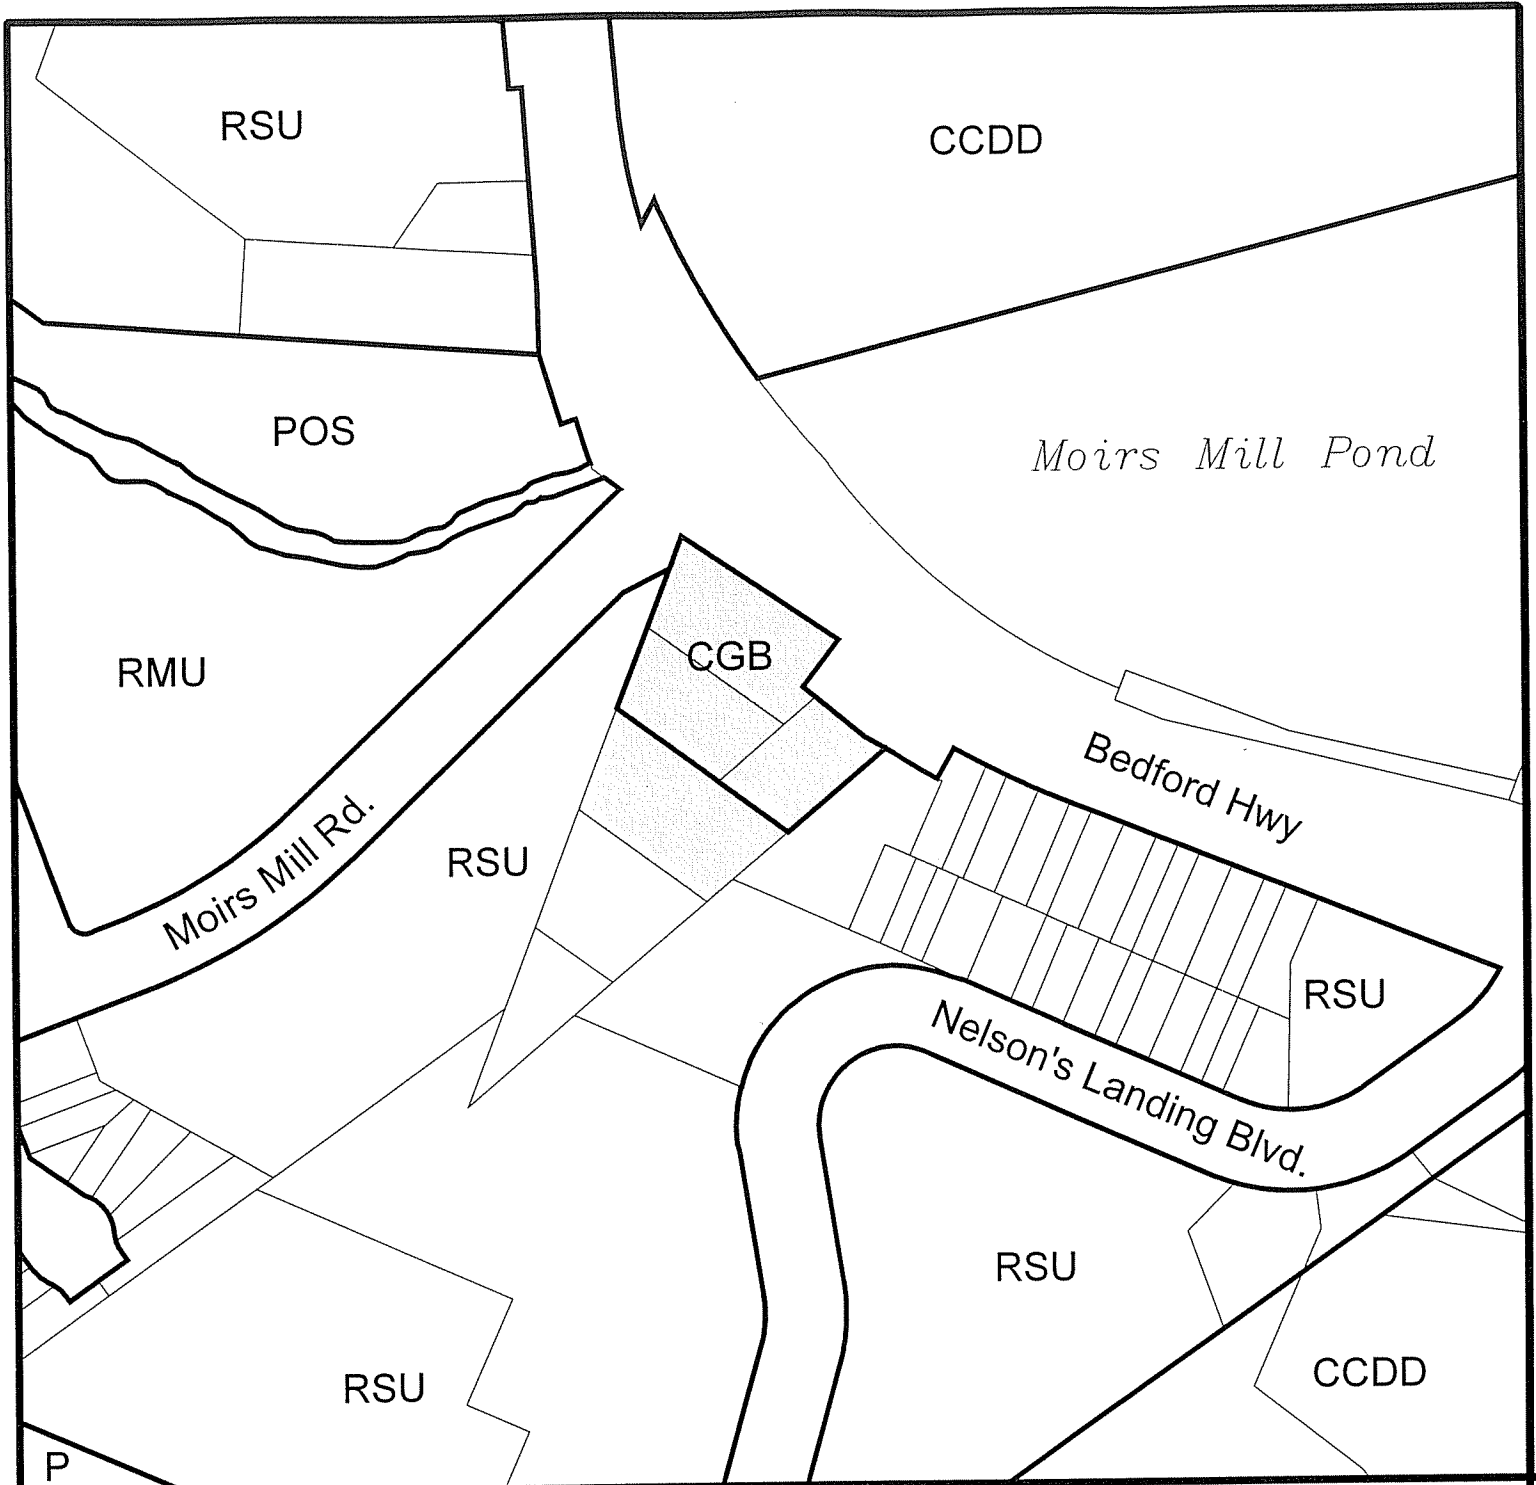 RSU
CCDD
POS
Moirs Mill Pond
RMU
CGB
Bedford Hwy
Moirs Mill Rd.
RSU
RSU
Nelson's Landing Blvd.
RSU
CCDD
RSU
P